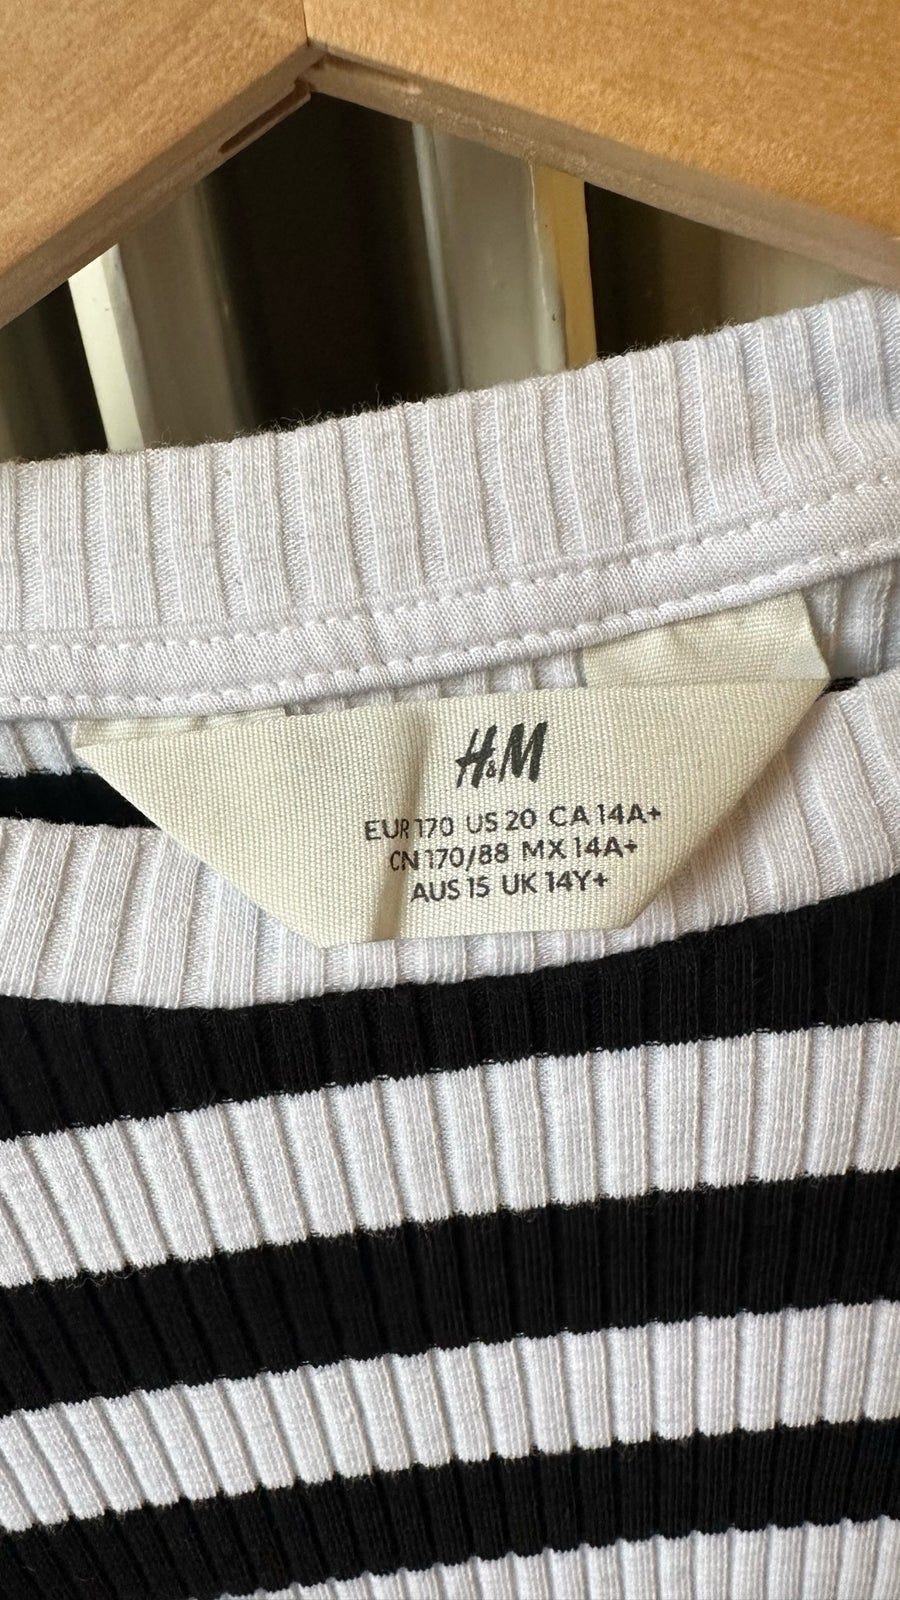 H&M
EUR 170 US 20 CA 14A+
CN 170/88 MX 14A+
AUS 15 UK 14Y+